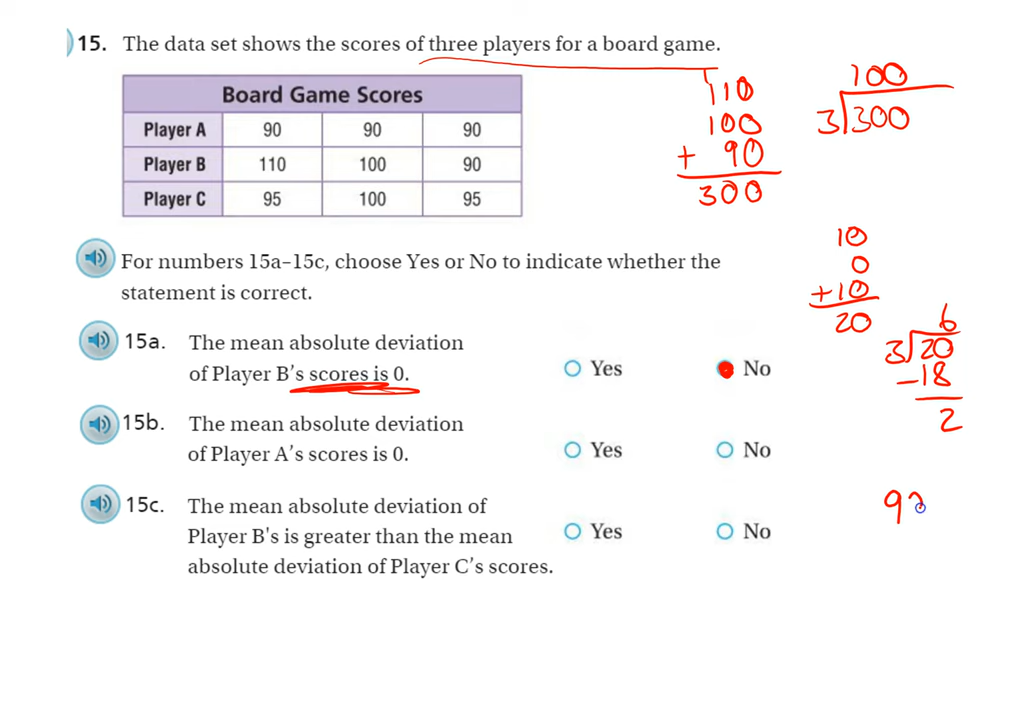 15. The data set shows the scores of three players for a board game.
Board Game Scores
Player A 90 90 90
Player B 110 100 90
Player C 95 100 95
110
100
+ 90
300
100
3 300
For numbers 15a–15c, choose Yes or No to indicate whether the
statement is correct.
10
0
+10
20
6
3 20
-18
2
15a. The mean absolute deviation
of Player B's scores is 0.
Yes No
15b. The mean absolute deviation
of Player A's scores is 0.
Yes No
15c. The mean absolute deviation of
Player B's is greater than the mean
absolute deviation of Player C's scores.
Yes No